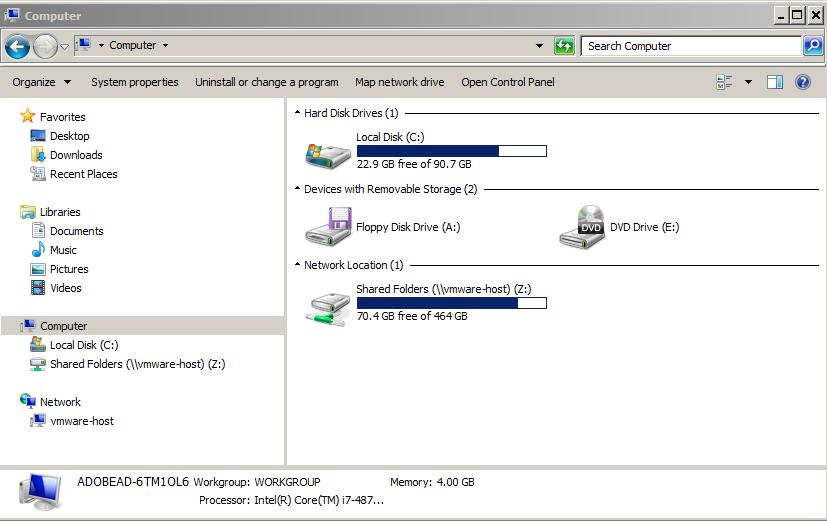 Computer
Computer
Search Computer
Organize System properties Uninstall or change a program Map network drive Open Control Panel
Favorites
Desktop
Downloads
Recent Places
Libraries
Documents
Music
Pictures
Videos
Computer
Local Disk (C:)
Shared Folders (\\vmware-host) (Z:)
Network
vmware-host
Hard Disk Drives (1)
Local Disk (C:)
22.9 GB free of 90.7 GB
Devices with Removable Storage (2)
Floppy Disk Drive (A:)
DVD
DVD Drive (E:)
Network Location (1)
Shared Folders (\\vmware-host) (Z:)
70.4 GB free of 464 GB
ADOBEAD-6TM1OL6 Workgroup: WORKGROUP Memory: 4.00 GB
Processor: Intel(R) Core(TM) i7-487...